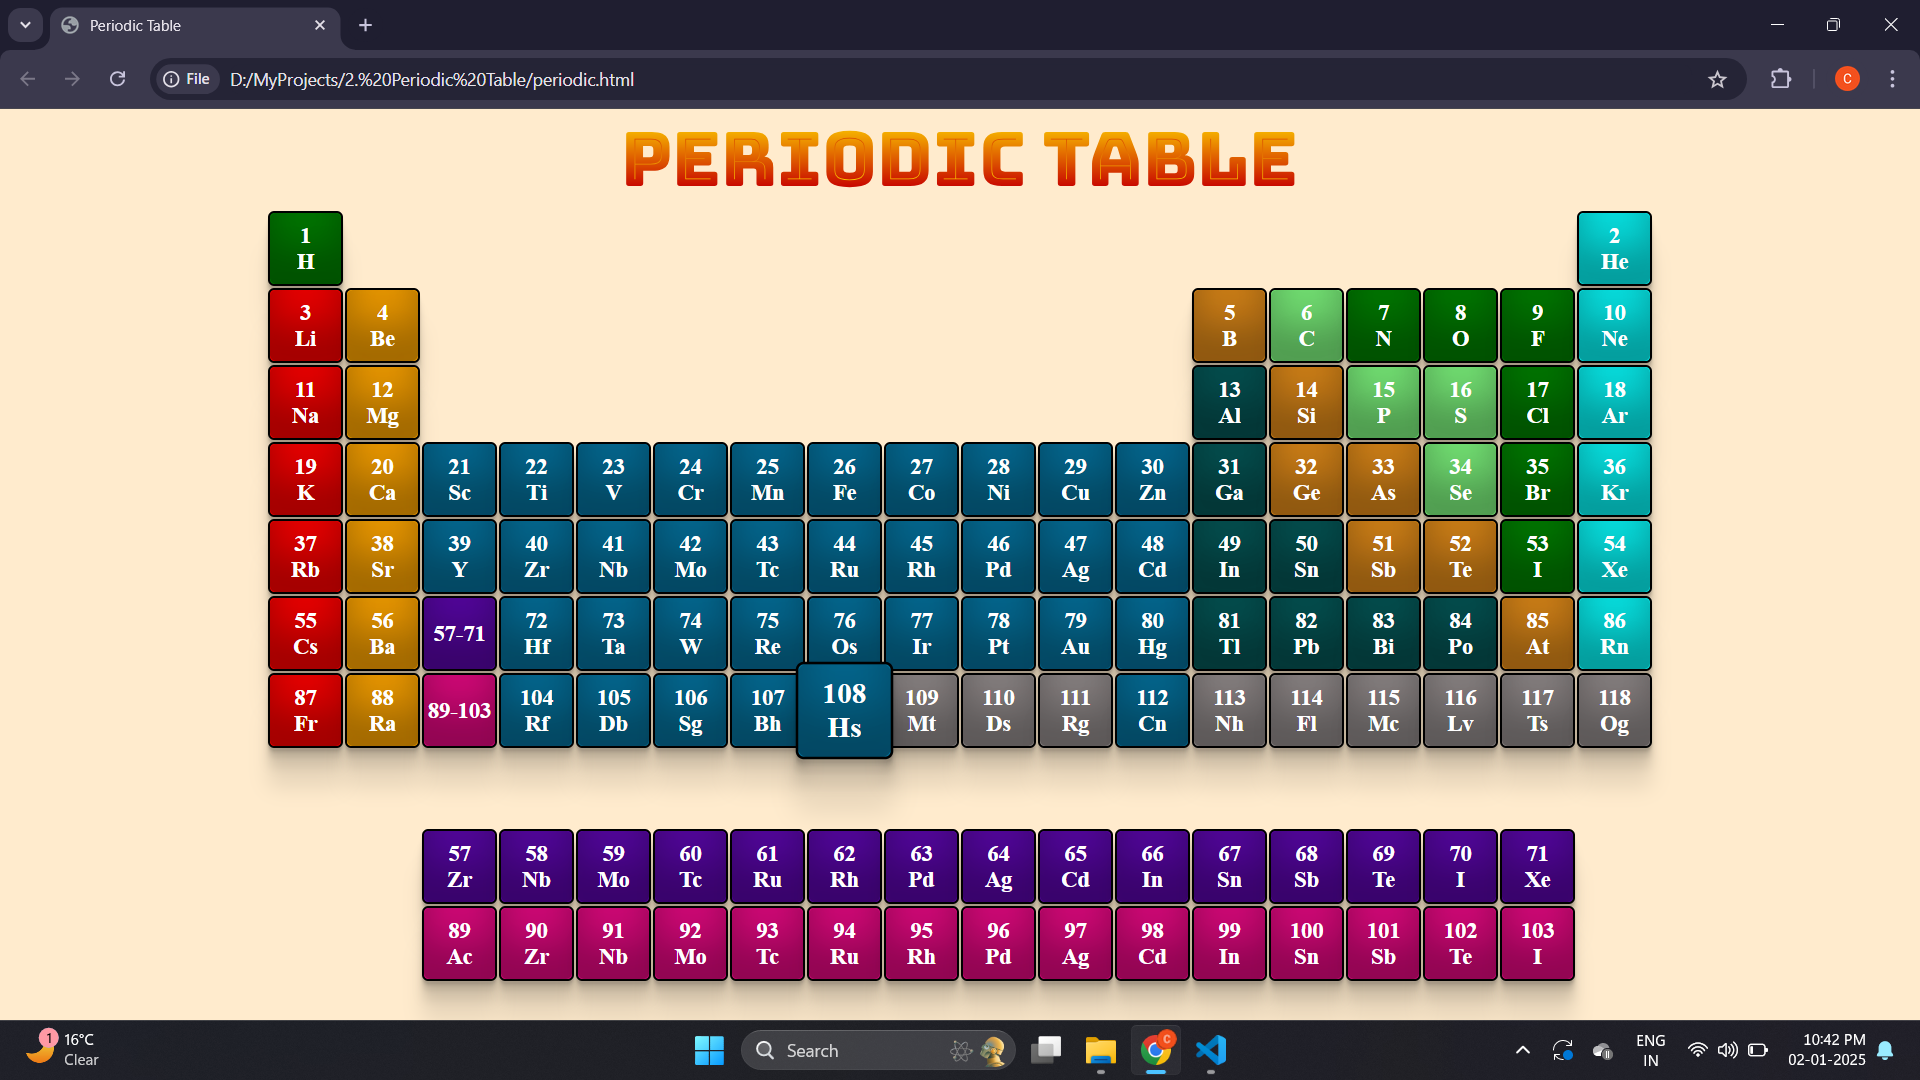 Periodic Table
File
D:/MyProjects/2.%20Periodic%20Table/periodic.html
C
PERIODIC TABLE
1 2
H He
3 4 5 6 7 8 9 10
Li Be B C N O F Ne
11 12 13 14 15 16 17 18
Na Mg Al Si P S Cl Ar
19 20 21 22 23 24 25 26 27 28 29 30 31 32 33 34 35 36
K Ca Sc Ti V Cr Mn Fe Co Ni Cu Zn Ga Ge As Se Br Kr
37 38 39 40 41 42 43 44 45 46 47 48 49 50 51 52 53 54
Rb Sr Y Zr Nb Mo Tc Ru Rh Pd Ag Cd In Sn Sb Te I Xe
55 56 57-71 72 73 74 75 76 77 78 79 80 81 82 83 84 85 86
Cs Ba Hf Ta W Re Os Ir Pt Au Hg Tl Pb Bi Po At Rn
87 88 89-103 104 105 106 107 108 109 110 111 112 113 114 115 116 117 118
Fr Ra Rf Db Sg Bh Hs Mt Ds Rg Cn Nh Fl Mc Lv Ts Og
57 58 59 60 61 62 63 64 65 66 67 68 69 70 71
Zr Nb Mo Tc Ru Rh Pd Ag Cd In Sn Sb Te I Xe
89 90 91 92 93 94 95 96 97 98 99 100 101 102 103
Ac Zr Nb Mo Tc Ru Rh Pd Ag Cd In Sn Sb Te I
1
16°C
Clear
Search
C
ENG
IN
10:42 PM
02-01-2025